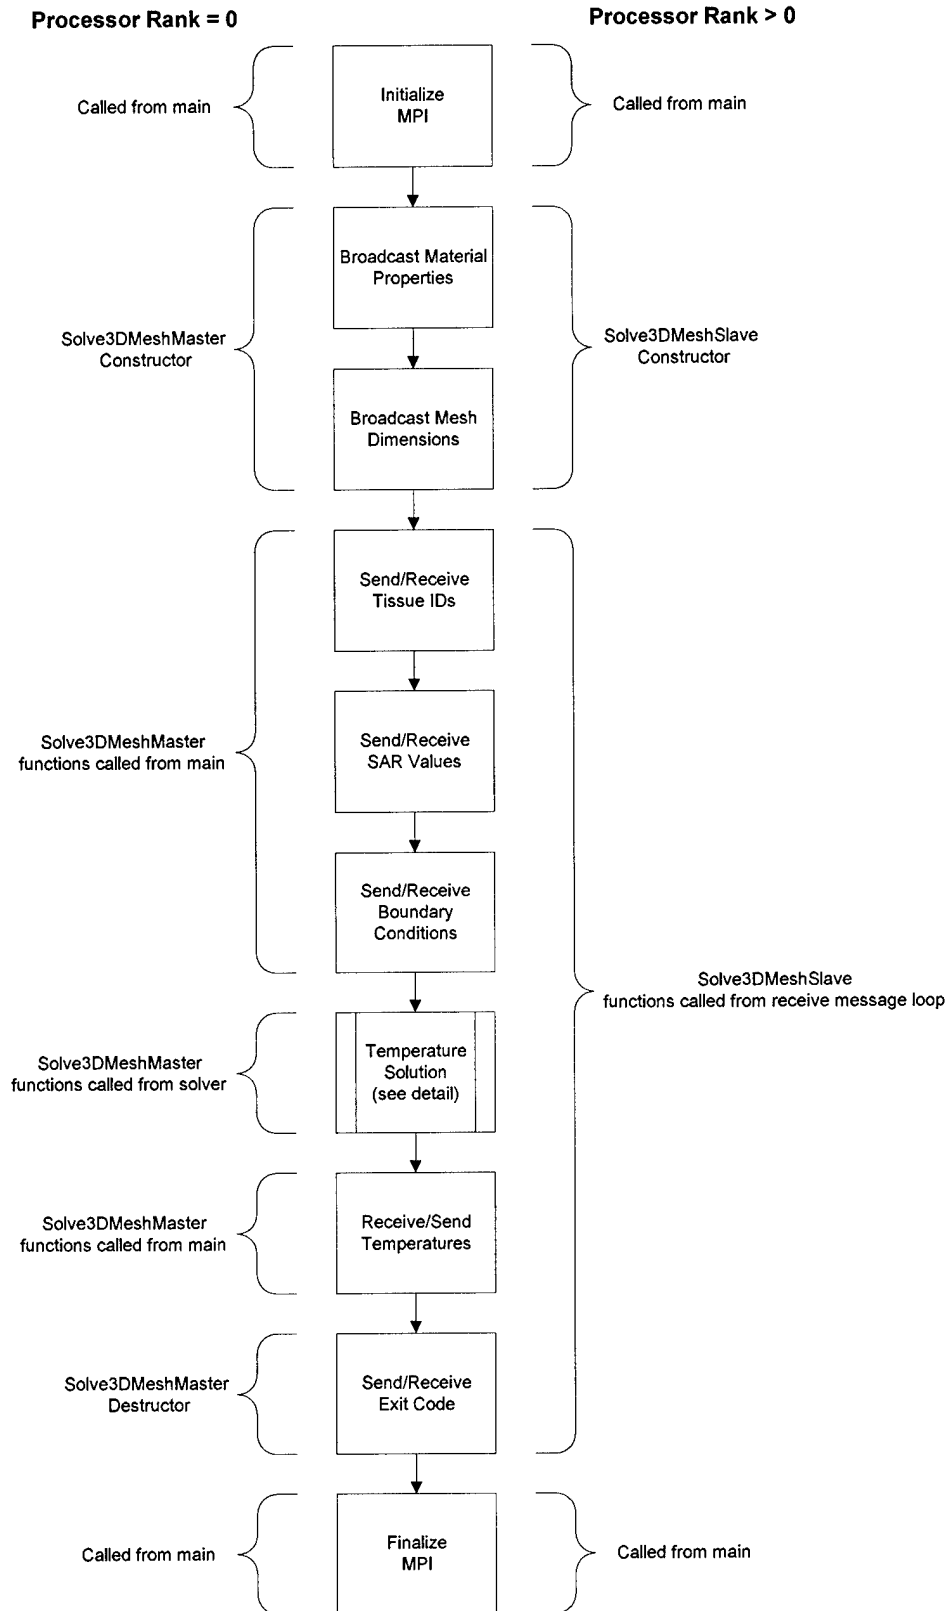 Processor Rank = 0
Processor Rank > 0
Called from main
Initialize
MPI
Called from main
Solve3DMeshMaster
Constructor
Broadcast Material
Properties
Broadcast Mesh
Dimensions
Solve3DMeshSlave
Constructor
Solve3DMeshMaster
functions called from main
Send/Receive
Tissue IDs
Send/Receive
SAR Values
Send/Receive
Boundary
Conditions
Solve3DMeshSlave
functions called from receive message loop
Solve3DMeshMaster
functions called from solver
Temperature
Solution
(see detail)
Solve3DMeshMaster
functions called from main
Receive/Send
Temperatures
Solve3DMeshMaster
Destructor
Send/Receive
Exit Code
Called from main
Finalize
MPI
Called from main